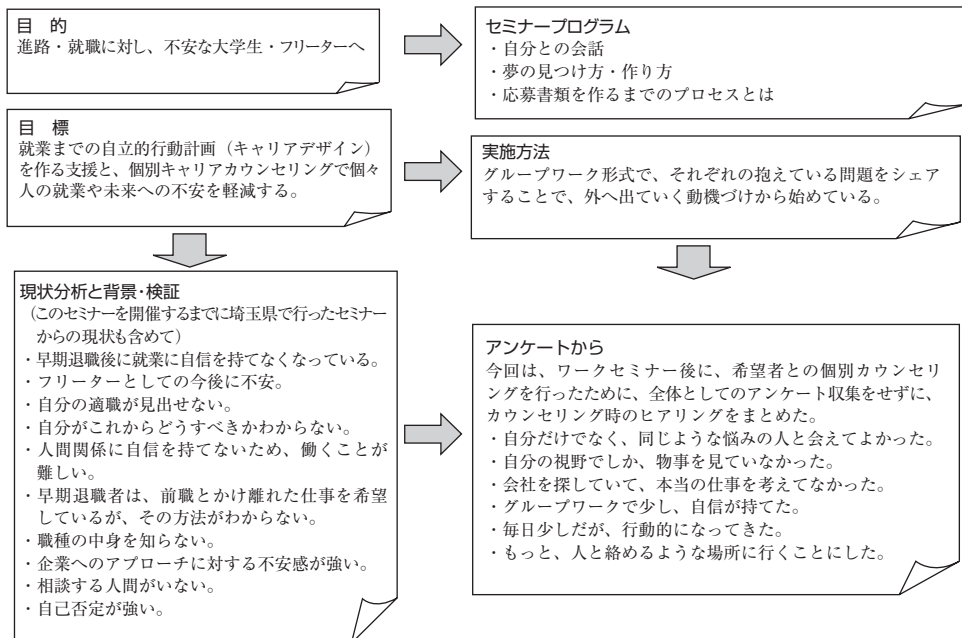 目 的
進路・就職に対し、不安な大学生・フリーターへ
セミナープログラム
・自分との会話
・夢の見つけ方・作り方
・応募書類を作るまでのプロセスとは
目 標
就業までの自立的行動計画（キャリアデザイン）
を作る支援と、個別キャリアカウンセリングで個々
人の就業や未来への不安を軽減する。
実施方法
グループワーク形式で、それぞれの抱えている問題をシェア
することで、外へ出ていく動機づけから始めている。
現状分析と背景・検証
（このセミナーを開催するまでに埼玉県で行ったセミナー
からの現状も含めて）
・早期退職後に就業に自信を持てなくなっている。
・フリーターとしての今後に不安。
・自分の適職が見出せない。
・自分がこれからどうすべきかわからない。
・人間関係に自信を持てないため、働くことが
難しい。
・早期退職者は、前職とかけ離れた仕事を希望
しているが、その方法がわからない。
・職種の中身を知らない。
・企業へのアプローチに対する不安感が強い。
・相談する人間がいない。
・自己否定が強い。
アンケートから
今回は、ワークセミナー後に、希望者との個別カウンセリ
ングを行ったために、全体としてのアンケート収集をせずに、
カウンセリング時のヒアリングをまとめた。
・自分だけでなく、同じような悩みの人と会えてよかった。
・自分の視野でしか、物事を見ていなかった。
・会社を探していて、本当の仕事を考えてなかった。
・グループワークで少し、自信が持てた。
・毎日少しだが、行動的になってきた。
・もっと、人と絡めるような場所に行くことにした。